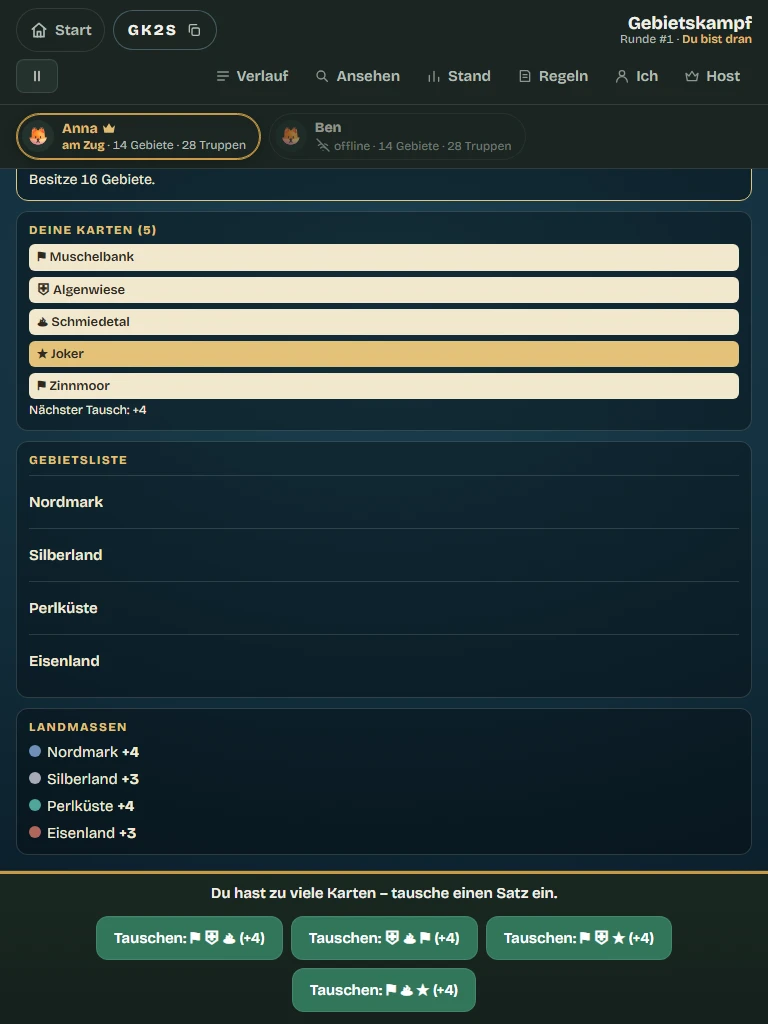 Start
GK2S
Gebietskampf
Runde #1 · Du bist dran
Verlauf
Ansehen
Stand
Regeln
Ich
Host
Anna
am Zug · 14 Gebiete · 28 Truppen
Ben
offline · 14 Gebiete · 28 Truppen
Besitze 16 Gebiete.
DEINE KARTEN (5)
Muschelbank
Algenwiese
Schmiedetal
★ Joker
Zinnmoor
Nächster Tausch: +4
GEBIETSLISTE
Nordmark
Silberland
Perlküste
Eisenland
LANDMASSEN
Nordmark +4
Silberland +3
Perlküste +4
Eisenland +3
Du hast zu viele Karten – tausche einen Satz ein.
Tauschen: (+4)
Tauschen: (+4)
Tauschen: ★ (+4)
Tauschen: ★ (+4)